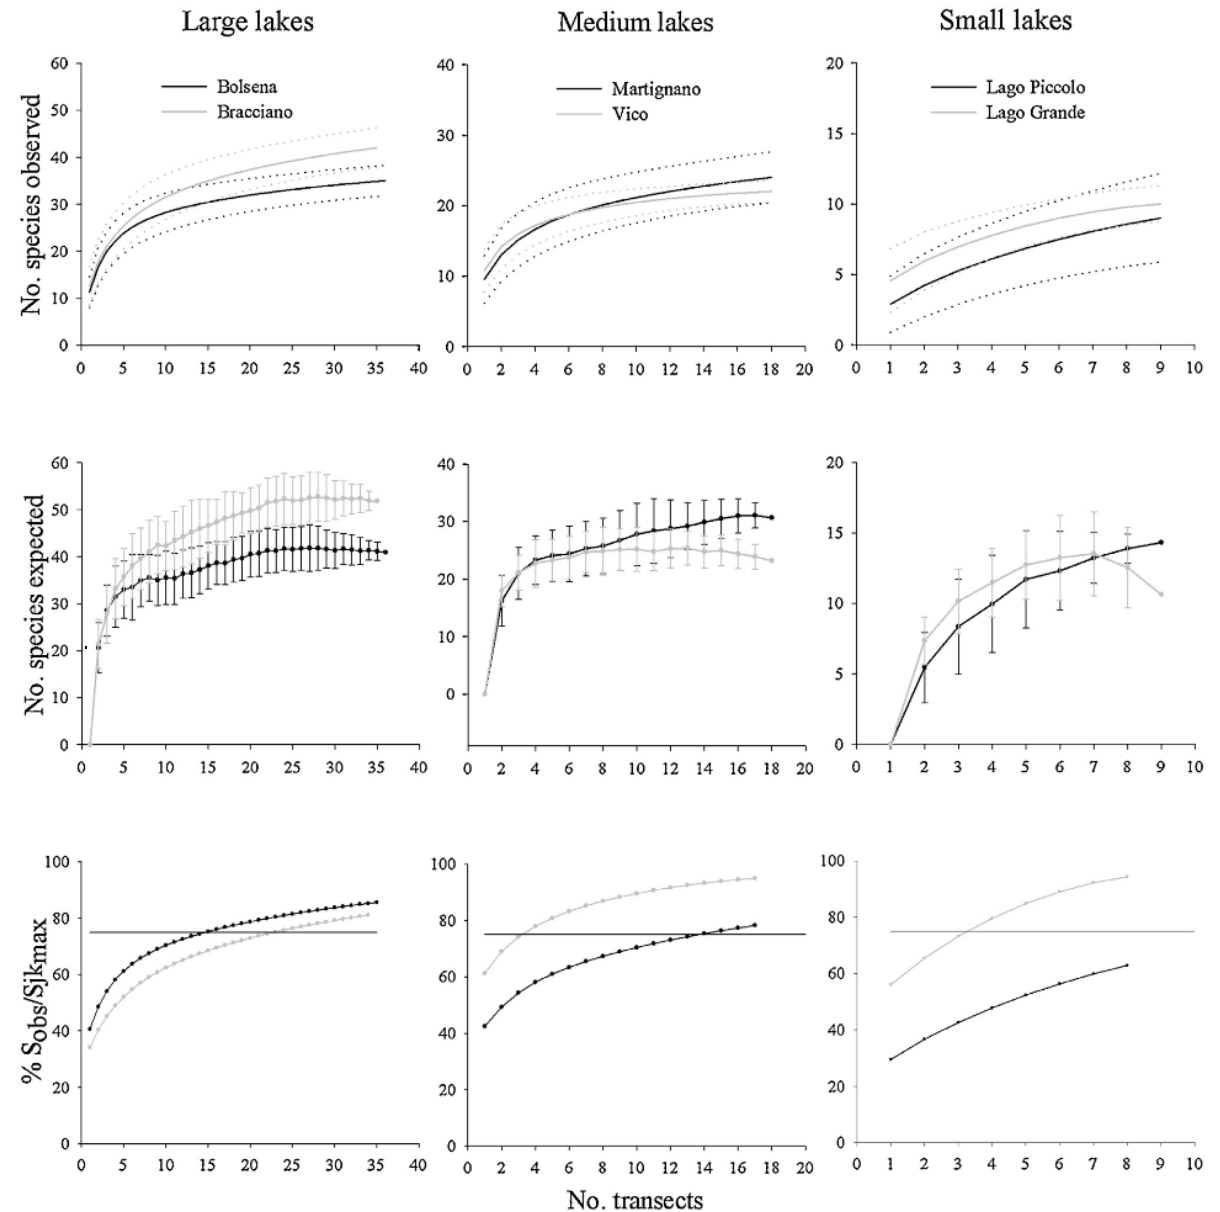 Large lakes
Medium lakes
Small lakes
No. species observed
60
50
40
30
20
10
0
Bolsena
Bracciano
0 5 10 15 20 25 30 35 40
40
30
20
10
0
Martignano
Vico
0 2 4 6 8 10 12 14 16 18 20
20
15
10
5
0
Lago Piccolo
Lago Grande
0 1 2 3 4 5 6 7 8 9 10
No. species expected
60
50
40
30
20
10
0
0 5 10 15 20 25 30 35 40
40
30
20
10
0
0 2 4 6 8 10 12 14 16 18 20
20
15
10
5
0
0 1 2 3 4 5 6 7 8 9 10
% Sobs/Sjkmax
100
80
60
40
20
0
0 5 10 15 20 25 30 35 40
100
80
60
40
20
0
0 2 4 6 8 10 12 14 16 18 20
100
80
60
40
20
0
0 1 2 3 4 5 6 7 8 9 10
No. transects